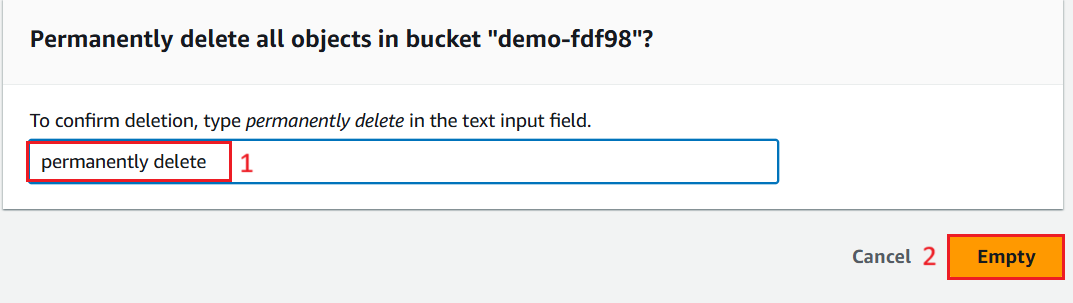 Permanently delete all objects in bucket "demo-fdf98"?
To confirm deletion, type permanently delete in the text input field.
permanently delete 1
Cancel 2 Empty